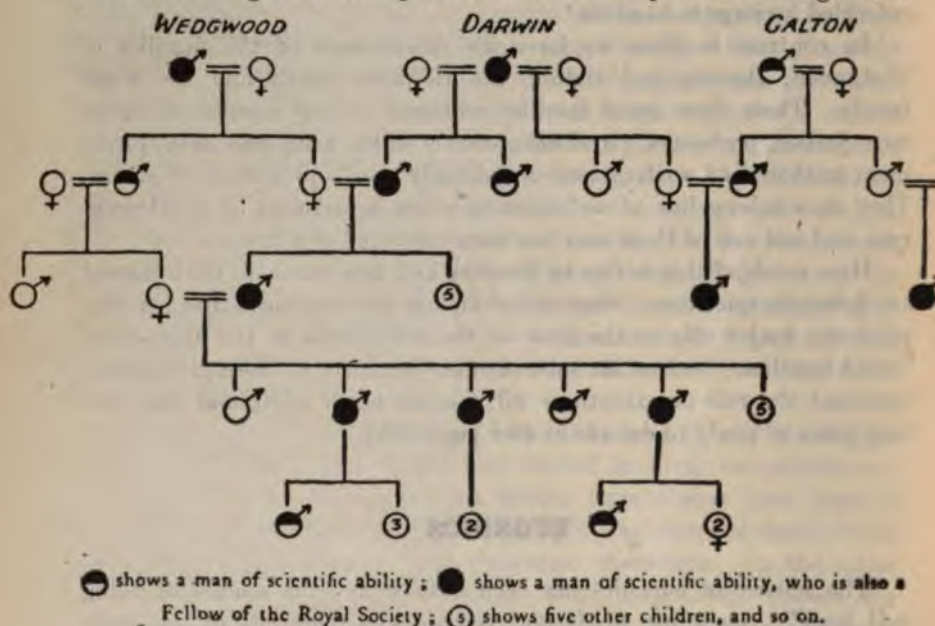 WEDGWOOD DARWIN GALTON
5
5
3 2 2
shows a man of scientific ability; shows a man of scientific ability, who is also a
Fellow of the Royal Society; 5 shows five other children, and so on.